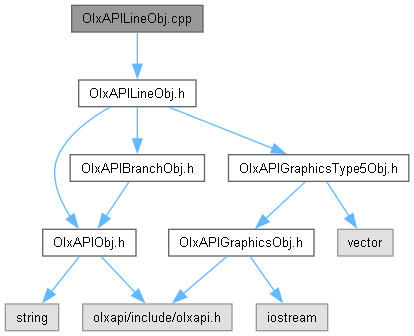 OlxAPILineObj.cpp
OlxAPILineObj.h
OlxAPIBranchObj.h
OlxAPIGraphicsType5Obj.h
OlxAPIObj.h
OlxAPIGraphicsObj.h
vector
string
olxapi/include/olxapi.h
iostream